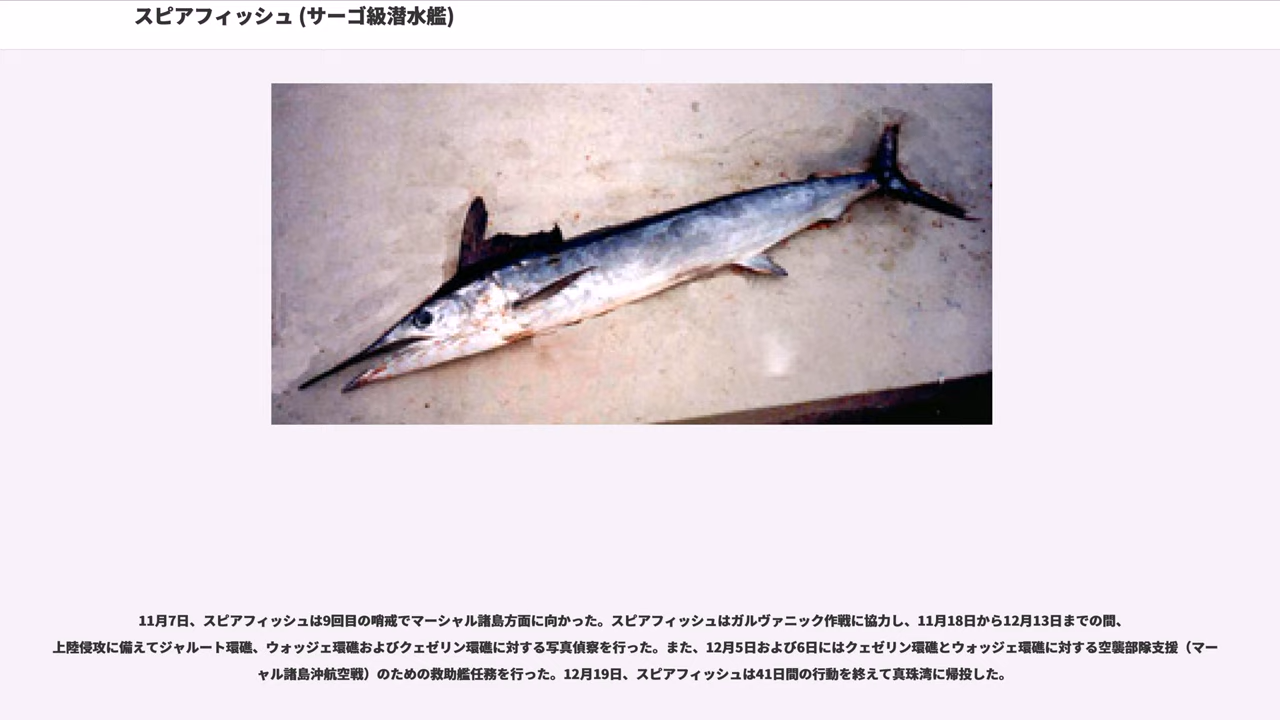 スピアフィッシュ (サーゴ級潜水艦)
11月7日、スピアフィッシュは9回目の哨戒でマーシャル諸島方面に向かった。スピアフィッシュはガルヴァニック作戦に協力し、11月18日から12月13日までの間、
上陸侵攻に備えてジャルート環礁、ウォッジェ環礁およびクェゼリン環礁に対する写真偵察を行った。また、12月5日および6日にはクェゼリン環礁とウォッジェ環礁に対する空襲部隊支援（マー
ャル諸島沖航空戦）のための救助艦任務を行った。12月19日、スピアフィッシュは41日間の行動を終えて真珠湾に帰投した。